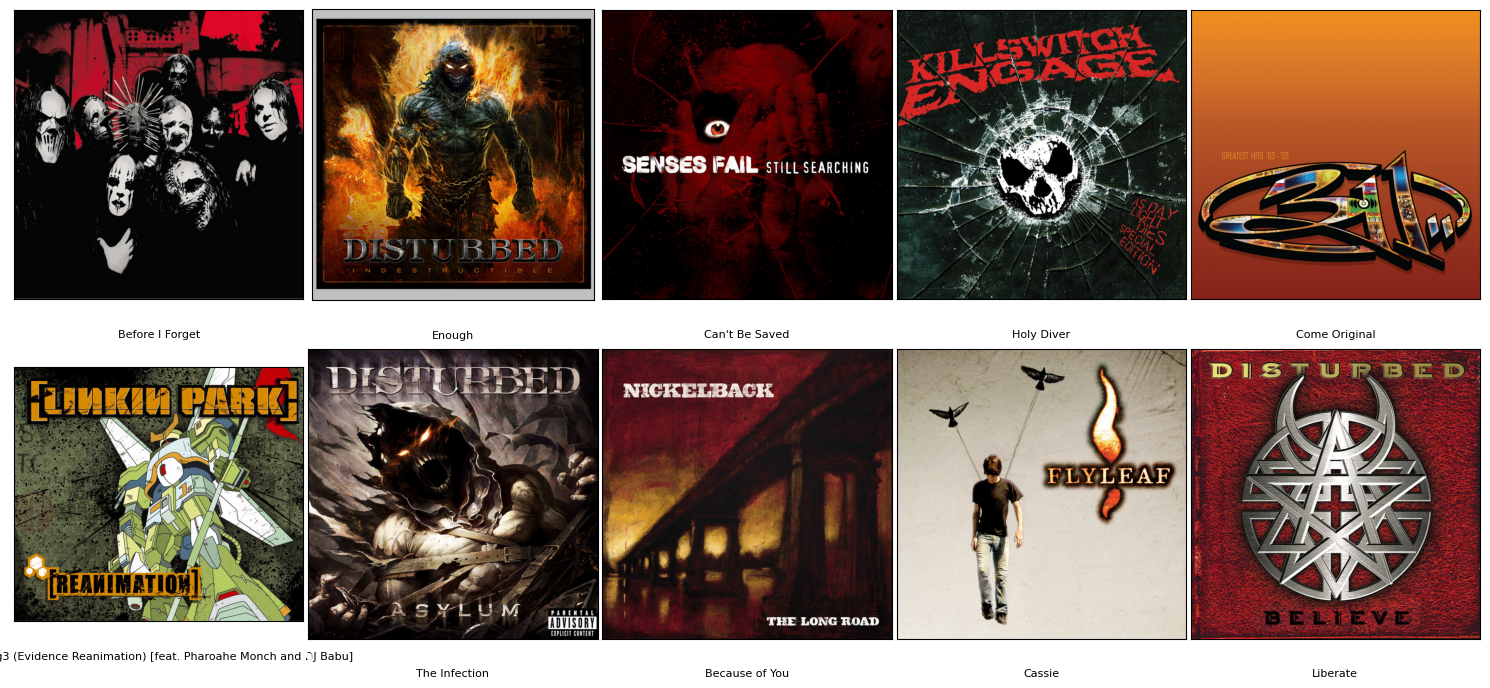 DISTURBED
INDESTRUCTIBLE
SENSES FAIL STILL SEARCHING
KILLSWITCH
ENGAGE
AS DAY
LIGHT
DIES
SPECIAL
EDITION
GREATEST HITS '93-'03
311
Before I Forget
Enough
Can't Be Saved
Holy Diver
Come Original
[LINKIN PARK]
[REANIMATION]
DISTURBED
ASYLUM
PARENTAL
ADVISORY
EXPLICIT CONTENT
NICKELBACK
THE LONG ROAD
FLYLEAF
DISTURBED
BELIEVE
g3 (Evidence Reanimation) [feat. Pharoahe Monch and DJ Babu]
The Infection
Because of You
Cassie
Liberate